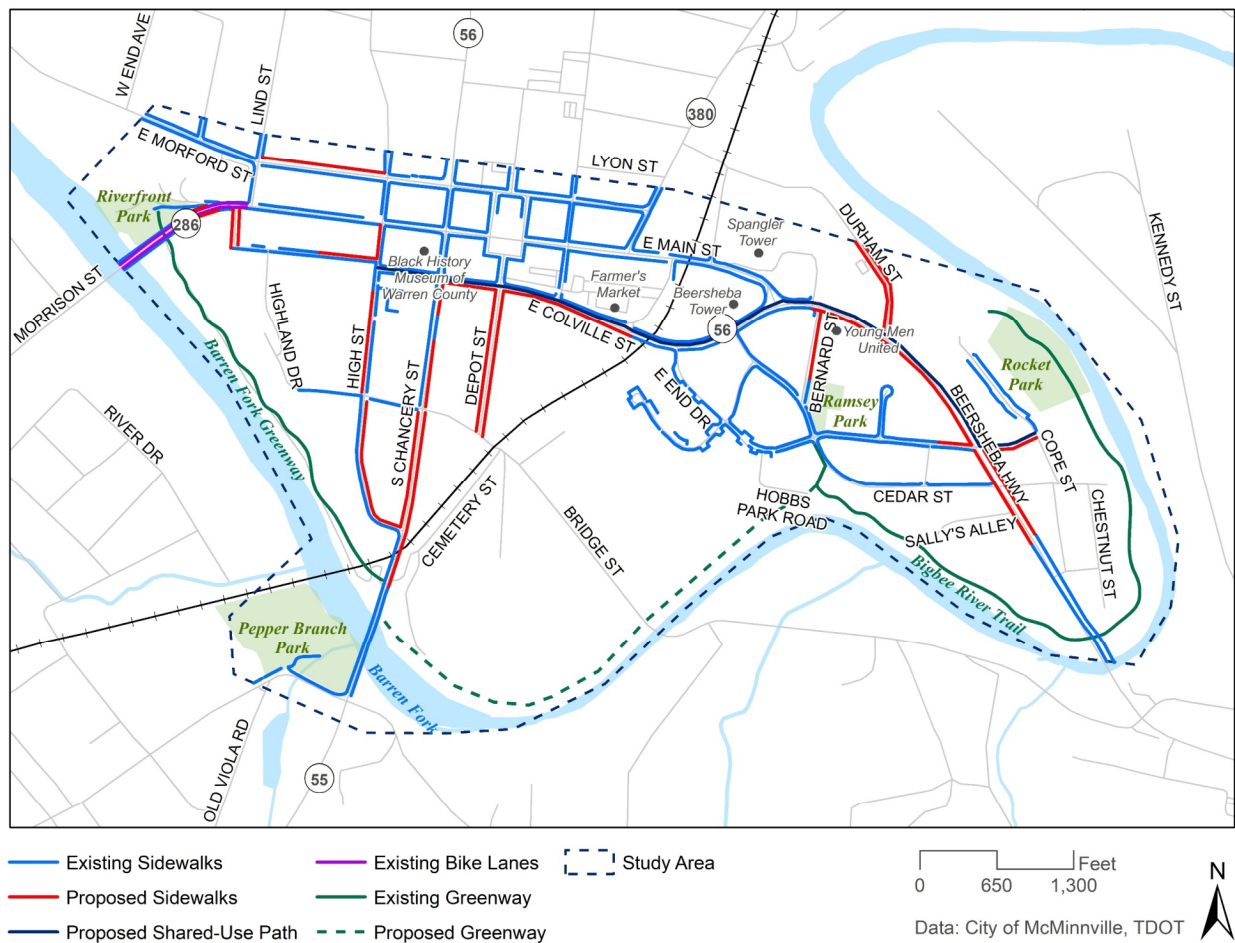 W END AVE
LIND ST
56
380
LYON ST
E MORFORD ST
Riverfront
Park
286
E MAIN ST
Spangler
Tower
DURHAM ST
KENNEDY ST
MORRISON ST
Black History
Museum of
Warren County
Farmer's
Market
Beersheba
Tower
56
E COLVILLE ST
HIGHLAND DR
HIGH ST
S CHANCERY ST
DEPOT ST
E END DR
BERNARD ST
Young Men
United
Ramsey
Park
Rocket
Park
BEERSHEBA HWY
COPE ST
CHESTNUT ST
Barren Fork Greenway
RIVER DR
CEMETERY ST
BRIDGE ST
HOBBS
PARK ROAD
CEDAR ST
SALLY'S ALLEY
Bigbee River Trail
Pepper Branch
Park
Barren Fork
OLD VIOLA RD
55
Existing Sidewalks
Proposed Sidewalks
Proposed Shared-Use Path
Existing Bike Lanes
Existing Greenway
Proposed Greenway
Study Area
Feet
0 650 1,300
Data: City of McMinnville, TDOT
N